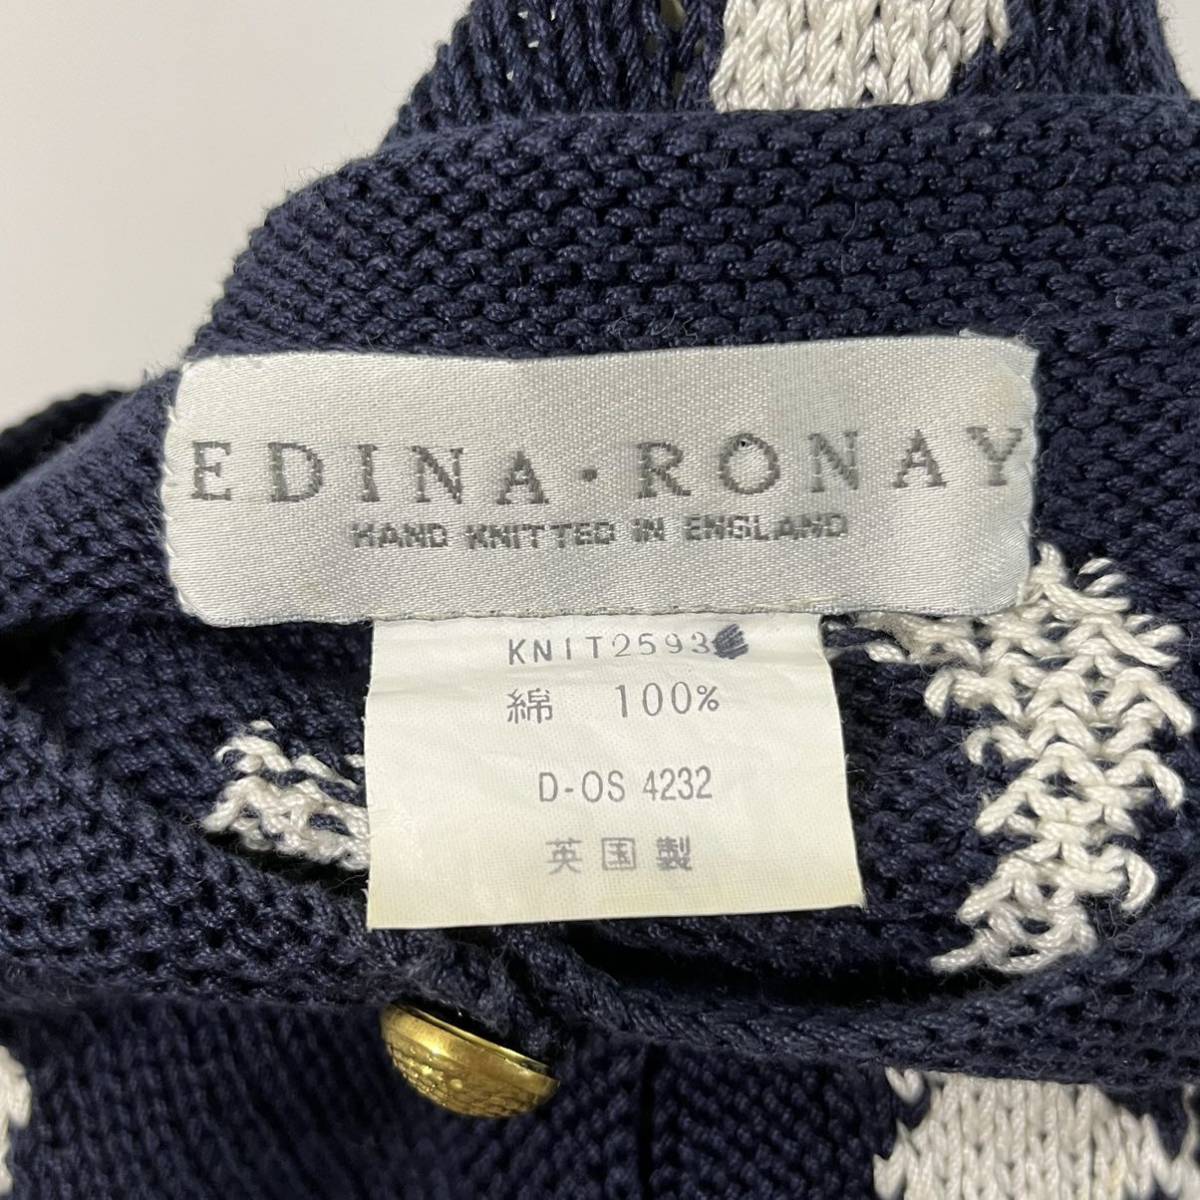 EDINA・RONAY
HAND KNITTED IN ENGLAND
KNIT2593
綿 100%
D-OS 4232
英国製